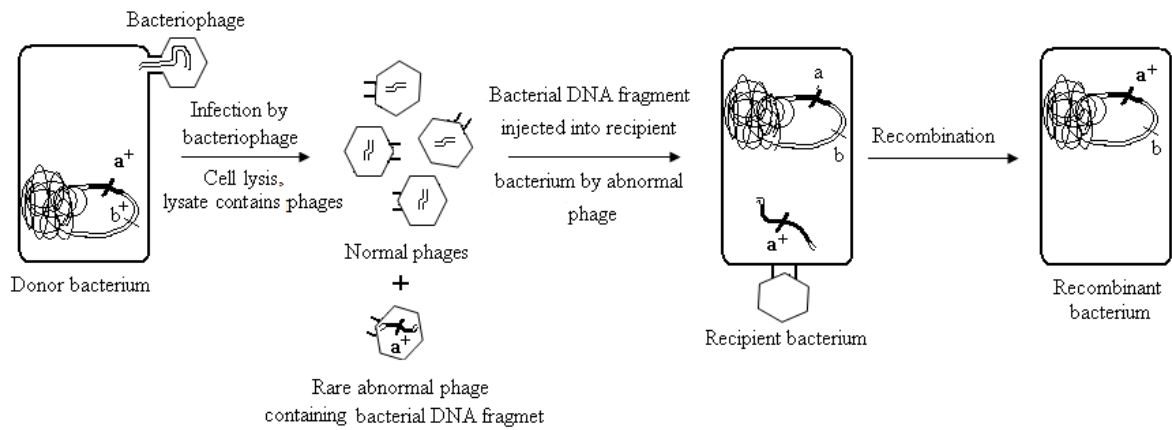 Bacteriophage
a+
b+
Donor bacterium
Infection by
bacteriophage
Cell lysis,
lysate contains phages
Normal phages
+
a+
Rare abnormal phage
containing bacterial DNA fragmet
Bacterial DNA fragment
injected into recipient
bacterium by abnormal
phage
a
b
a+
Recipient bacterium
Recombination
a+
b
Recombinant
bacterium